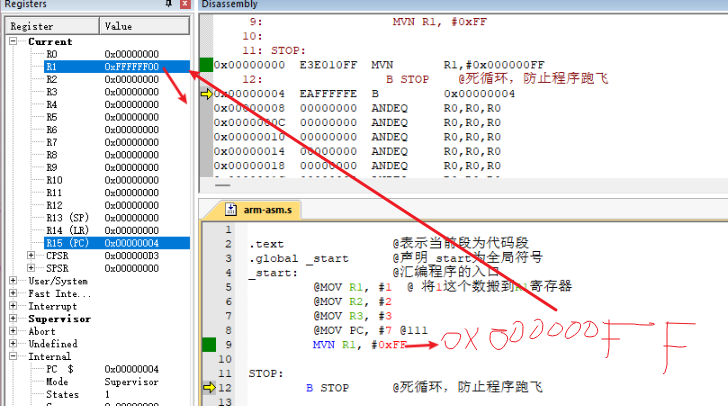 Registers
Register Value
Current
R0 0x00000000
R1 0xFFFFFF00
R2 0x00000000
R3 0x00000000
R4 0x00000000
R5 0x00000000
R6 0x00000000
R7 0x00000000
R8 0x00000000
R9 0x00000000
R10 0x00000000
R11 0x00000000
R12 0x00000000
R13 (SP) 0x00000000
R14 (LR) 0x00000000
R15 (PC) 0x00000004
CPSR 0x000000D3
SPSR 0x00000000
User/System
Fast Inte...
Interrupt
Supervisor
Abort
Undefined
Internal
PC $ 0x00000004
Mode Supervisor
States 1
Disassembly
9: MVN R1, #0xFF
10:
11: STOP:
0x00000000 E3E010FF MVN R1,#0x000000FF
12: B STOP @死循环，防止程序跑飞
0x00000004 EAFFFFFE B 0x00000004
0x00000008 00000000 ANDEQ R0,R0,R0
0x0000000C 00000000 ANDEQ R0,R0,R0
0x00000010 00000000 ANDEQ R0,R0,R0
0x00000014 00000000 ANDEQ R0,R0,R0
0x00000018 00000000 ANDEQ R0,R0,R0
arm-asm.s
1
2 .text @表示当前段为代码段
3 .global _start @声明_start为全局符号
4 _start: @汇编程序的入口
5 @MOV R1, #1 @ 将1这个数搬到R1寄存器
6 @MOV R2, #2
7 @MOV R3, #3
8 @MOV PC, #7 @111
9 MVN R1, #0xFF 0X000000FF
10
11 STOP:
12 B STOP @死循环，防止程序跑飞
13